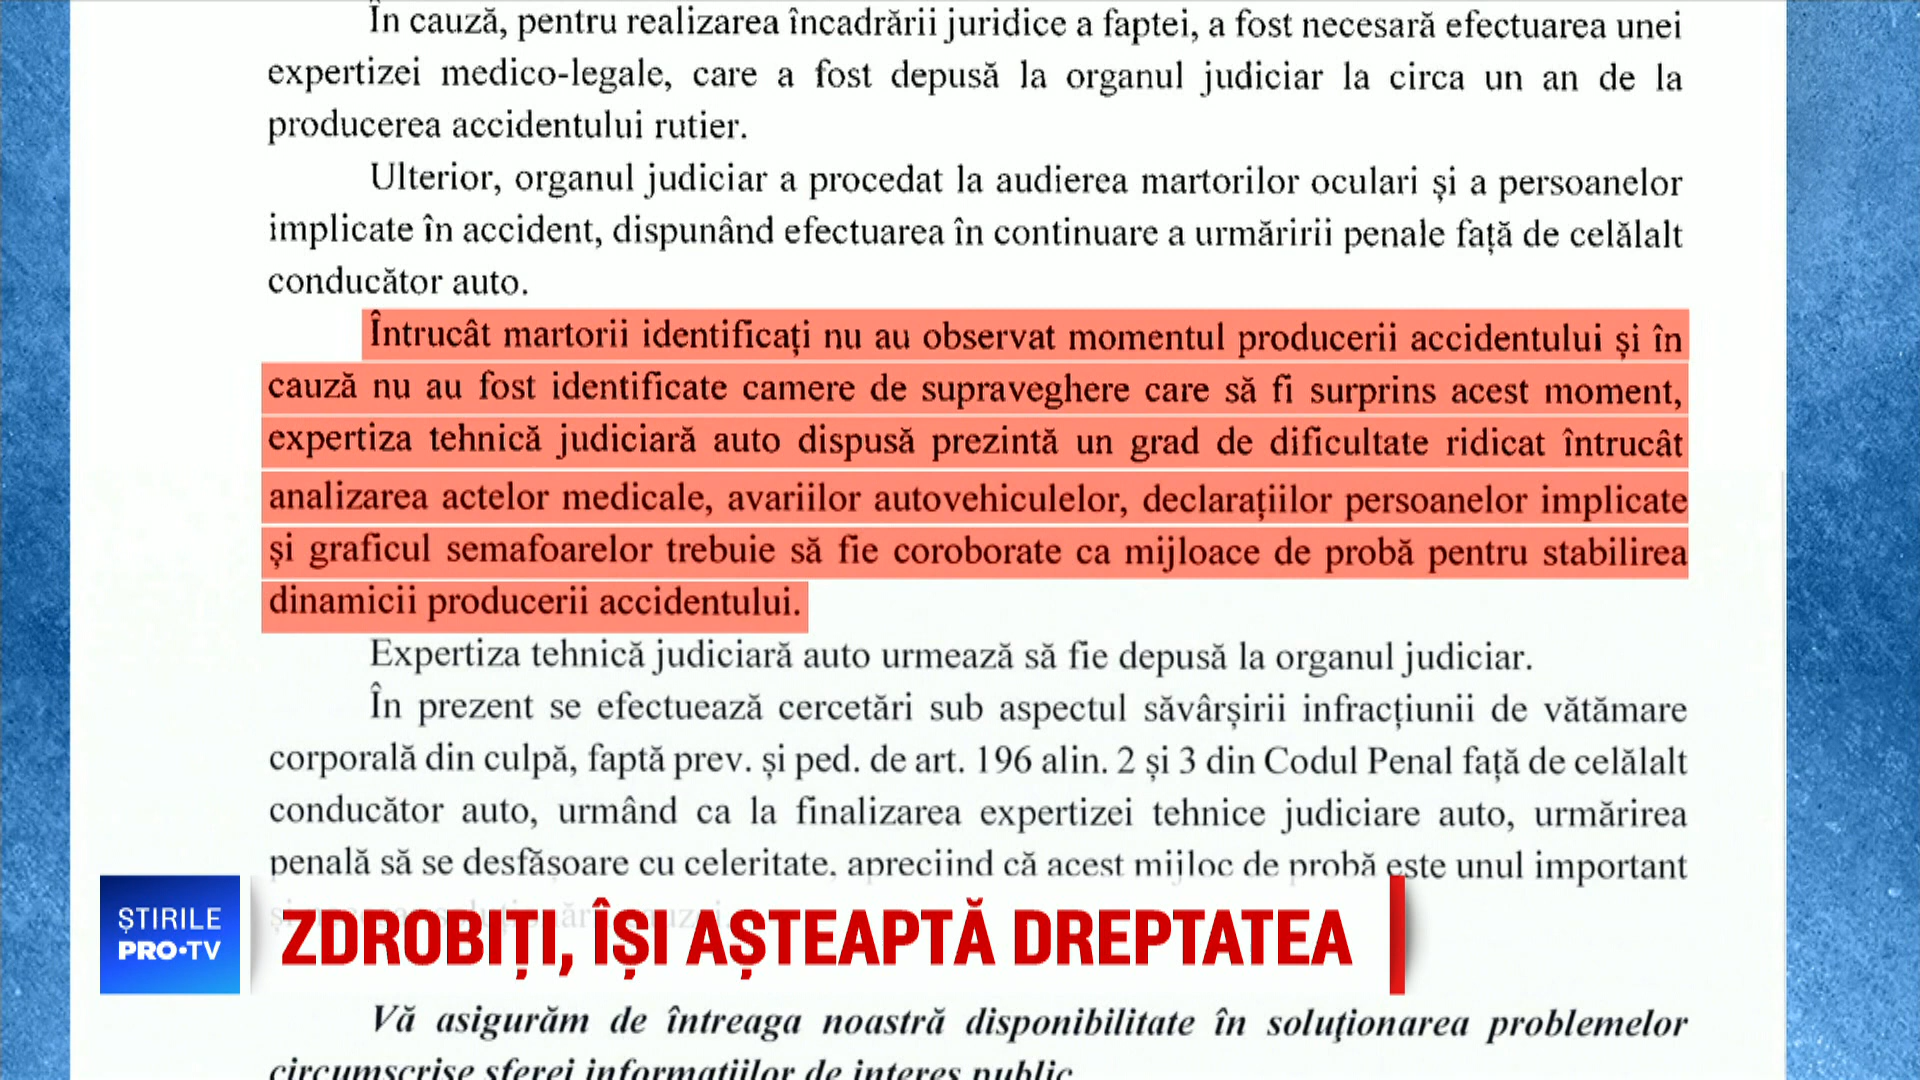 În cauză, pentru realizarea încadrării juridice a faptei, a fost necesară efectuarea unei
expertizei medico-legale, care a fost depusă la organul judiciar la circa un an de la
producerea accidentului rutier.
Ulterior, organul judiciar a procedat la audierea martorilor oculari și a persoanelor
implicate în accident, dispunând efectuarea în continuare a urmăririi penale față de celălalt
conducător auto.
Întrucât martorii identificați nu au observat momentul producerii accidentului și în
cauză nu au fost identificate camere de supraveghere care să fi surprins acest moment,
expertiza tehnică judiciară auto dispusă prezintă un grad de dificultate ridicat întrucât
analizarea actelor medicale, avariilor autovehiculelor, declarațiilor persoanelor implicate
și graficul semafoarelor trebuie să fie coroborate ca mijloace de probă pentru stabilirea
dinamicii producerii accidentului.
Expertiza tehnică judiciară auto urmează să fie depusă la organul judiciar.
În prezent se efectuează cercetări sub aspectul săvârșirii infracțiunii de vătămare
corporală din culpă, faptă prev. și ped. de art. 196 alin. 2 și 3 din Codul Penal față de celălalt
conducător auto, urmând ca la finalizarea expertizei tehnice judiciare auto, urmărirea
penală să se desfășoare cu celeritate, apreciind că acest mijloc de probă este unul important
ȘTIRILE
PRO•TV
ZDROBIȚI, ÎȘI AȘTEAPTĂ DREPTATEA
Vă asigurăm de întreaga noastră disponibilitate în soluţionarea problemelor
circumscrise sferei informațiilor de interes public